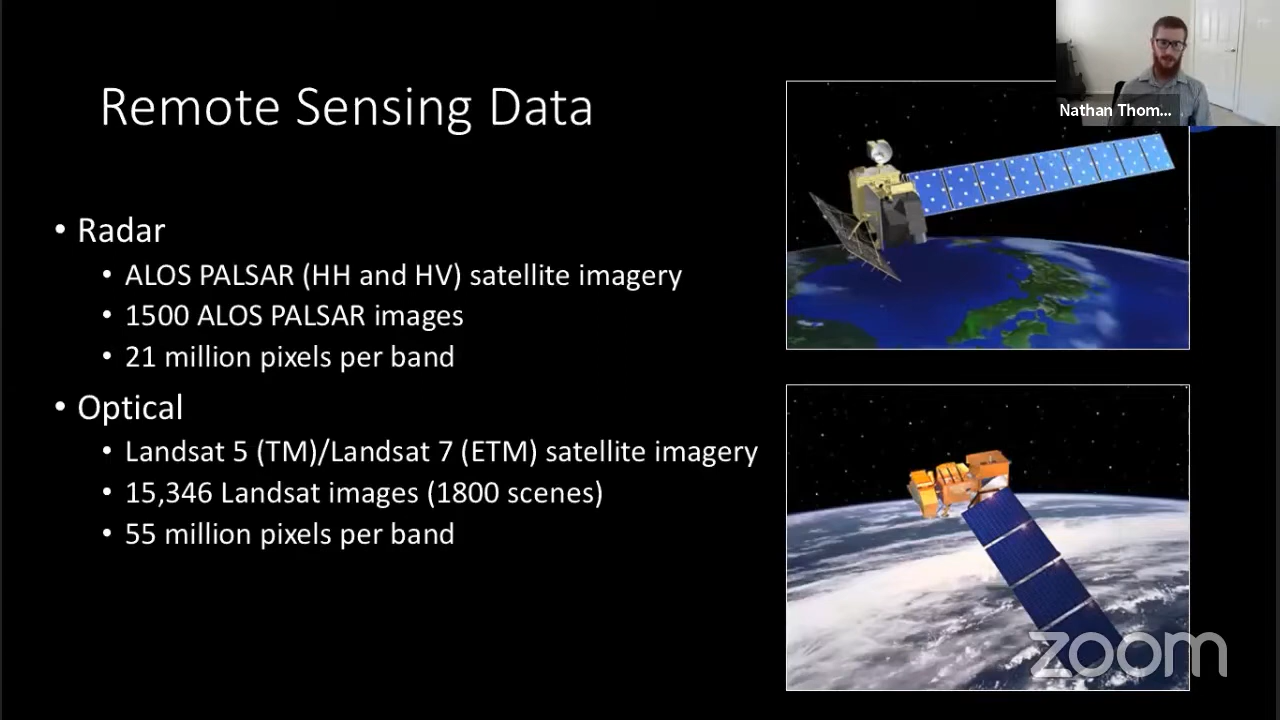 Nathan Thom...
Remote Sensing Data
• Radar
• ALOS PALSAR (HH and HV) satellite imagery
• 1500 ALOS PALSAR images
• 21 million pixels per band
• Optical
• Landsat 5 (TM)/Landsat 7 (ETM) satellite imagery
• 15,346 Landsat images (1800 scenes)
• 55 million pixels per band
zoom